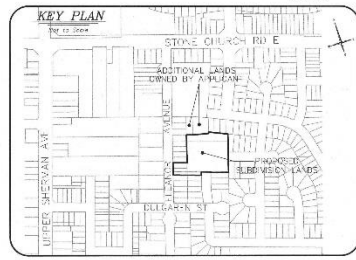 KEY PLAN
Not to Scale
STONE CHURCH RD E
ADDITIONAL LANDS
OWNED BY APPLICANT
UPPER SHERMAN AVE
ELEANOR AVENUE
PROPOSED
SUBDIVISION LANDS
DULGAREN ST